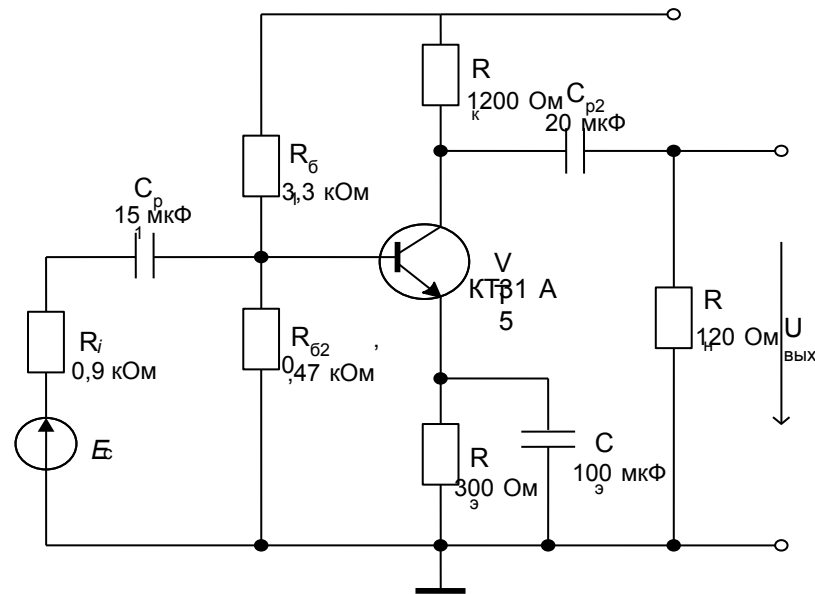 R
к
1200 Ом
C р2
20 мкФ
R б
1
3,3 кОм
C р
1
15 мкФ
V
T
КТ31 А
5
R i
0,9 кОм
R б2
0,47 кОм
,
R
н
120 Ом
U
вых
E c
R
э
300 Ом
C
э
100 мкФ